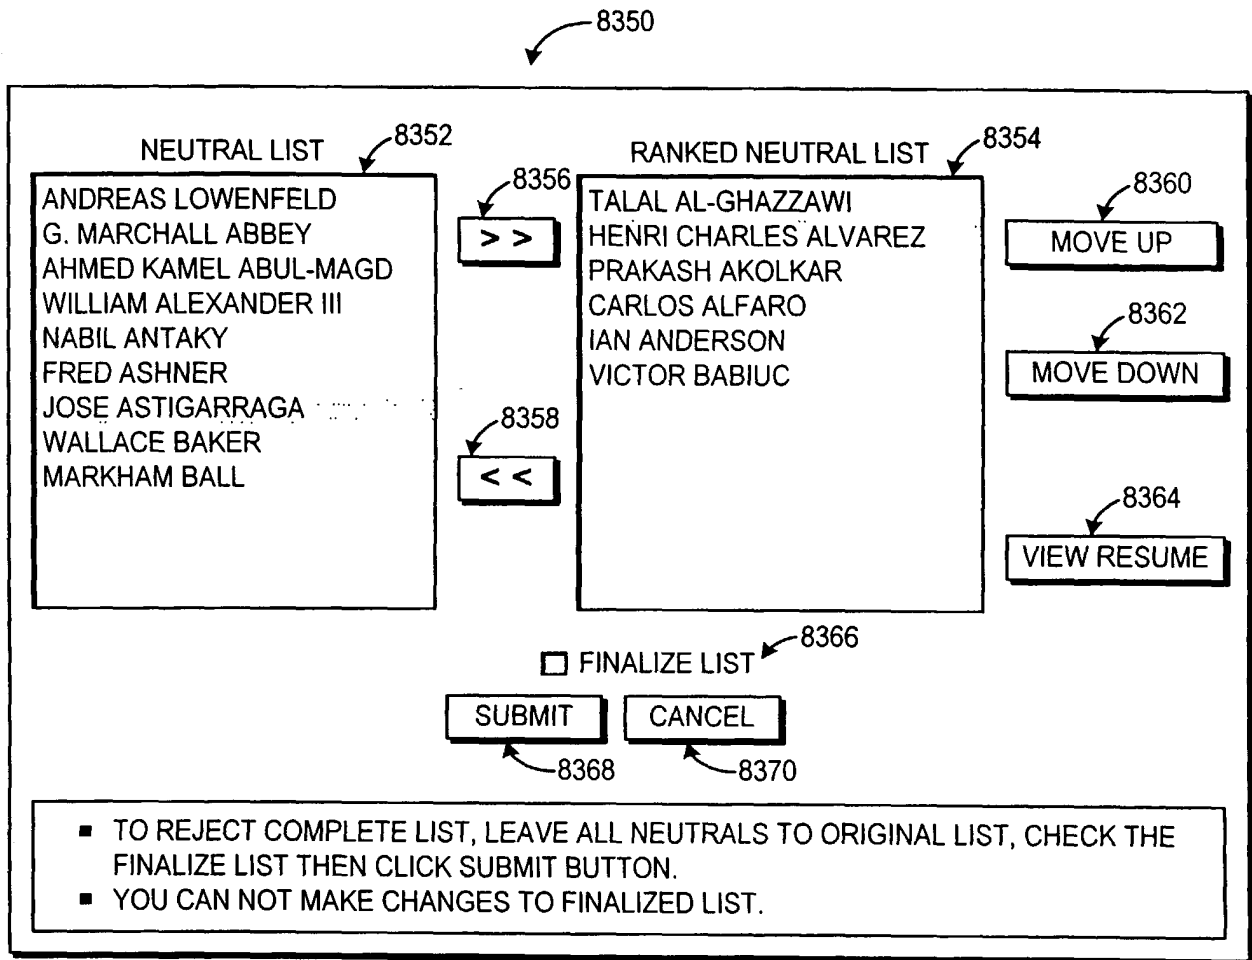 8350
NEUTRAL LIST
8352
RANKED NEUTRAL LIST
8354
ANDREAS LOWENFELD
G. MARCHALL ABBEY
AHMED KAMEL ABUL-MAGD
WILLIAM ALEXANDER III
NABIL ANTAKY
FRED ASHNER
JOSE ASTIGARRAGA
WALLACE BAKER
MARKHAM BALL
8356
> >
8358
< <
TALAL AL-GHAZZAWI
HENRI CHARLES ALVAREZ
PRAKASH AKOLKAR
CARLOS ALFARO
IAN ANDERSON
VICTOR BABIUC
8360
MOVE UP
8362
MOVE DOWN
8364
VIEW RESUME
FINALIZE LIST
8366
SUBMIT
CANCEL
8368
8370
▪ TO REJECT COMPLETE LIST, LEAVE ALL NEUTRALS TO ORIGINAL LIST, CHECK THE
FINALIZE LIST THEN CLICK SUBMIT BUTTON.
▪ YOU CAN NOT MAKE CHANGES TO FINALIZED LIST.